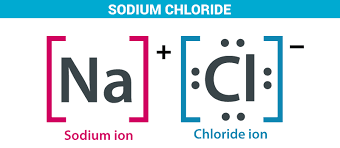 SODIUM CHLORIDE
[Na]+ [Cl]−
Sodium ion Chloride ion